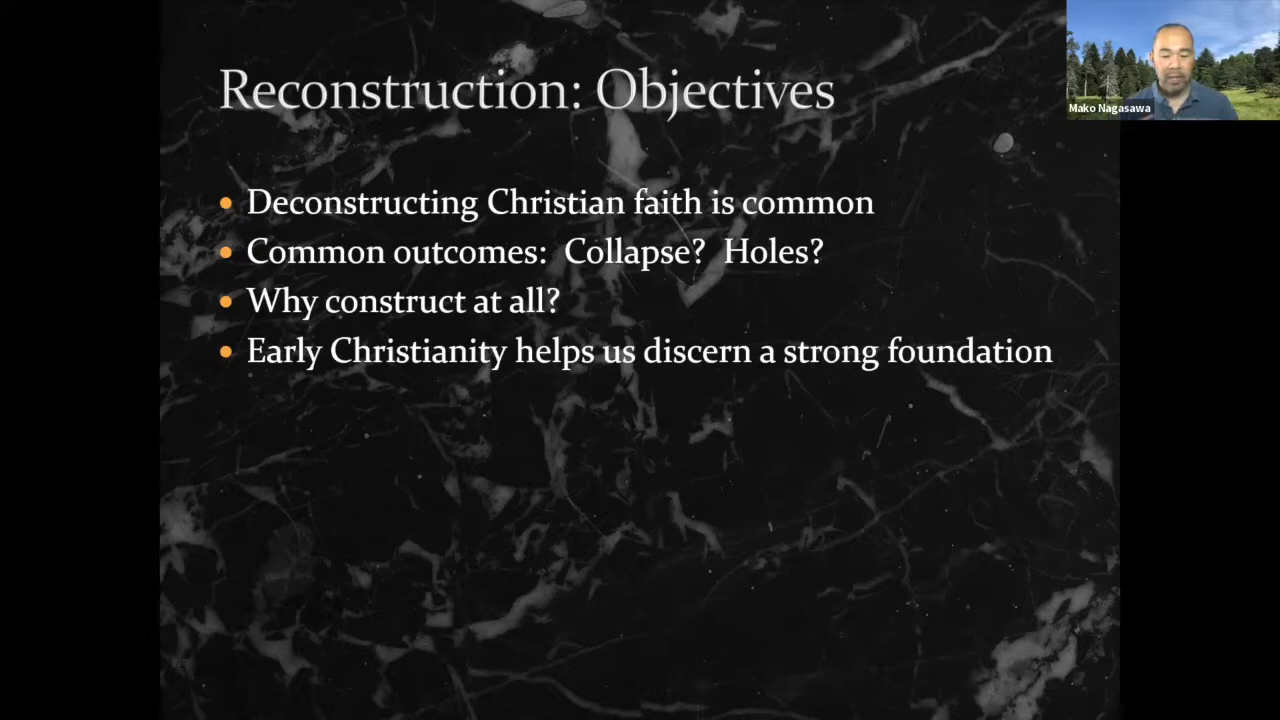 Reconstruction: Objectives
Mako Nagasawa
Deconstructing Christian faith is common
Common outcomes: Collapse? Holes?
Why construct at all?
Early Christianity helps us discern a strong foundation